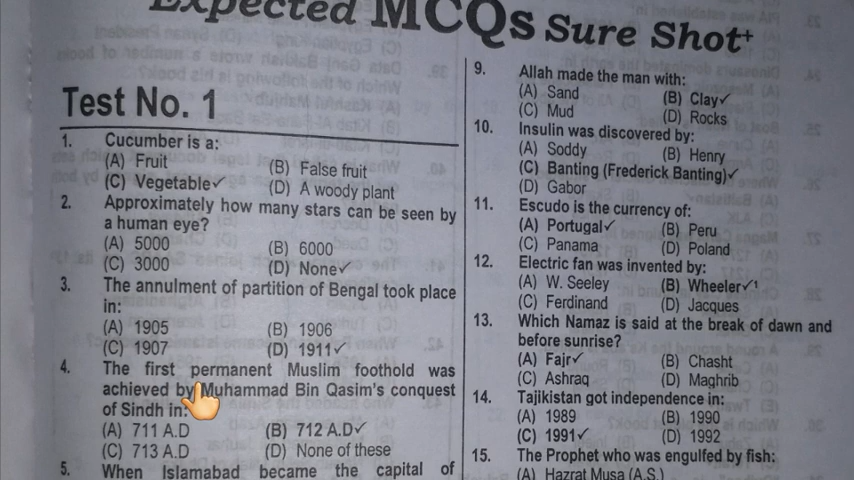 Expected MCQs Sure Shot+
Test No. 1
1. Cucumber is a:
(A) Fruit (B) False fruit
(C) Vegetable✓ (D) A woody plant
2. Approximately how many stars can be seen by
a human eye?
(A) 5000 (B) 6000
(C) 3000 (D) None✓
3. The annulment of partition of Bengal took place
in:
(A) 1905 (B) 1906
(C) 1907 (D) 1911✓
4. The first permanent Muslim foothold was
achieved by Muhammad Bin Qasim's conquest
of Sindh in:
(A) 711 A.D (B) 712 A.D✓
(C) 713 A.D (D) None of these
5. When Islamabad became the capital of
9. Allah made the man with:
(A) Sand (B) Clay✓
(C) Mud (D) Rocks
10. Insulin was discovered by:
(A) Soddy (B) Henry
(C) Banting (Frederick Banting)✓
(D) Gabor
11. Escudo is the currency of:
(A) Portugal✓ (B) Peru
(C) Panama (D) Poland
12. Electric fan was invented by:
(A) W. Seeley (B) Wheeler✓¹
(C) Ferdinand (D) Jacques
13. Which Namaz is said at the break of dawn and
before sunrise?
(A) Fajr✓ (B) Chasht
(C) Ashraq (D) Maghrib
14. Tajikistan got independence in:
(A) 1989 (B) 1990
(C) 1991✓ (D) 1992
15. The Prophet who was engulfed by fish:
(A) Hazrat Musa (A.S.)